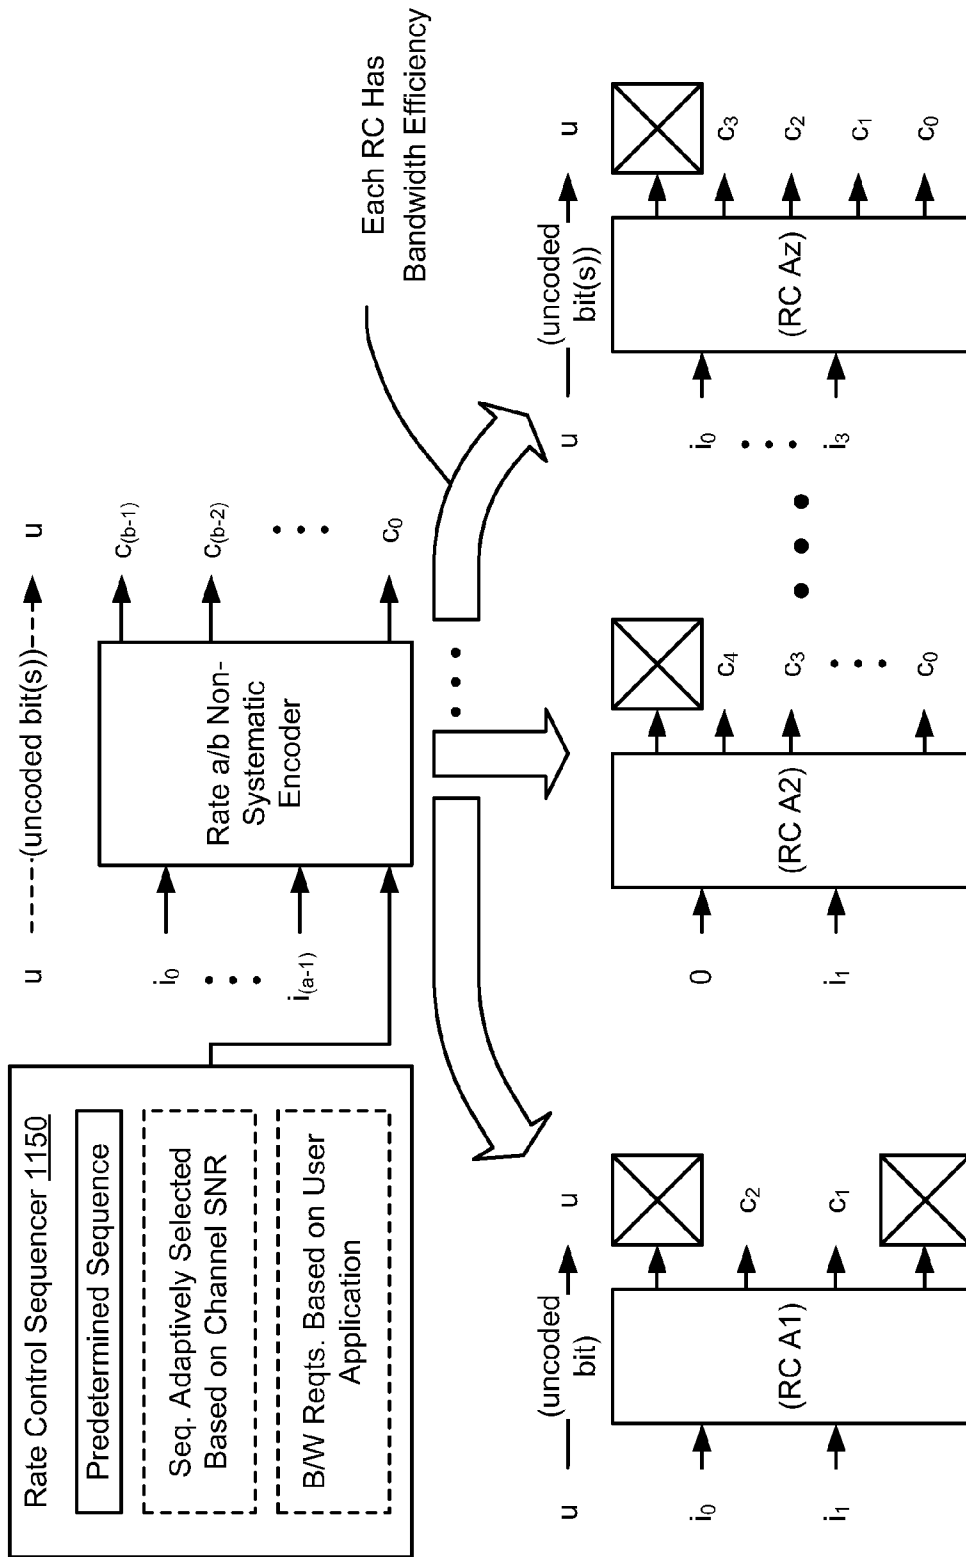 Rate Control Sequencer 1150
Predetermined Sequence
Seq. Adaptively Selected
Based on Channel SNR
B/W Reqts. Based on User
Application
u
(uncoded bit(s))
u
i0
i(a-1)
Rate a/b Non-
Systematic
Encoder
c(b-1)
c(b-2)
c0
Each RC Has
Bandwidth Efficiency
u
(uncoded
bit)
u
i0
i1
(RC A1)
c2
c1
0
i1
(RC A2)
c4
c3
c0
u
(uncoded
bit(s))
u
i0
i3
(RC Az)
c3
c2
c1
c0